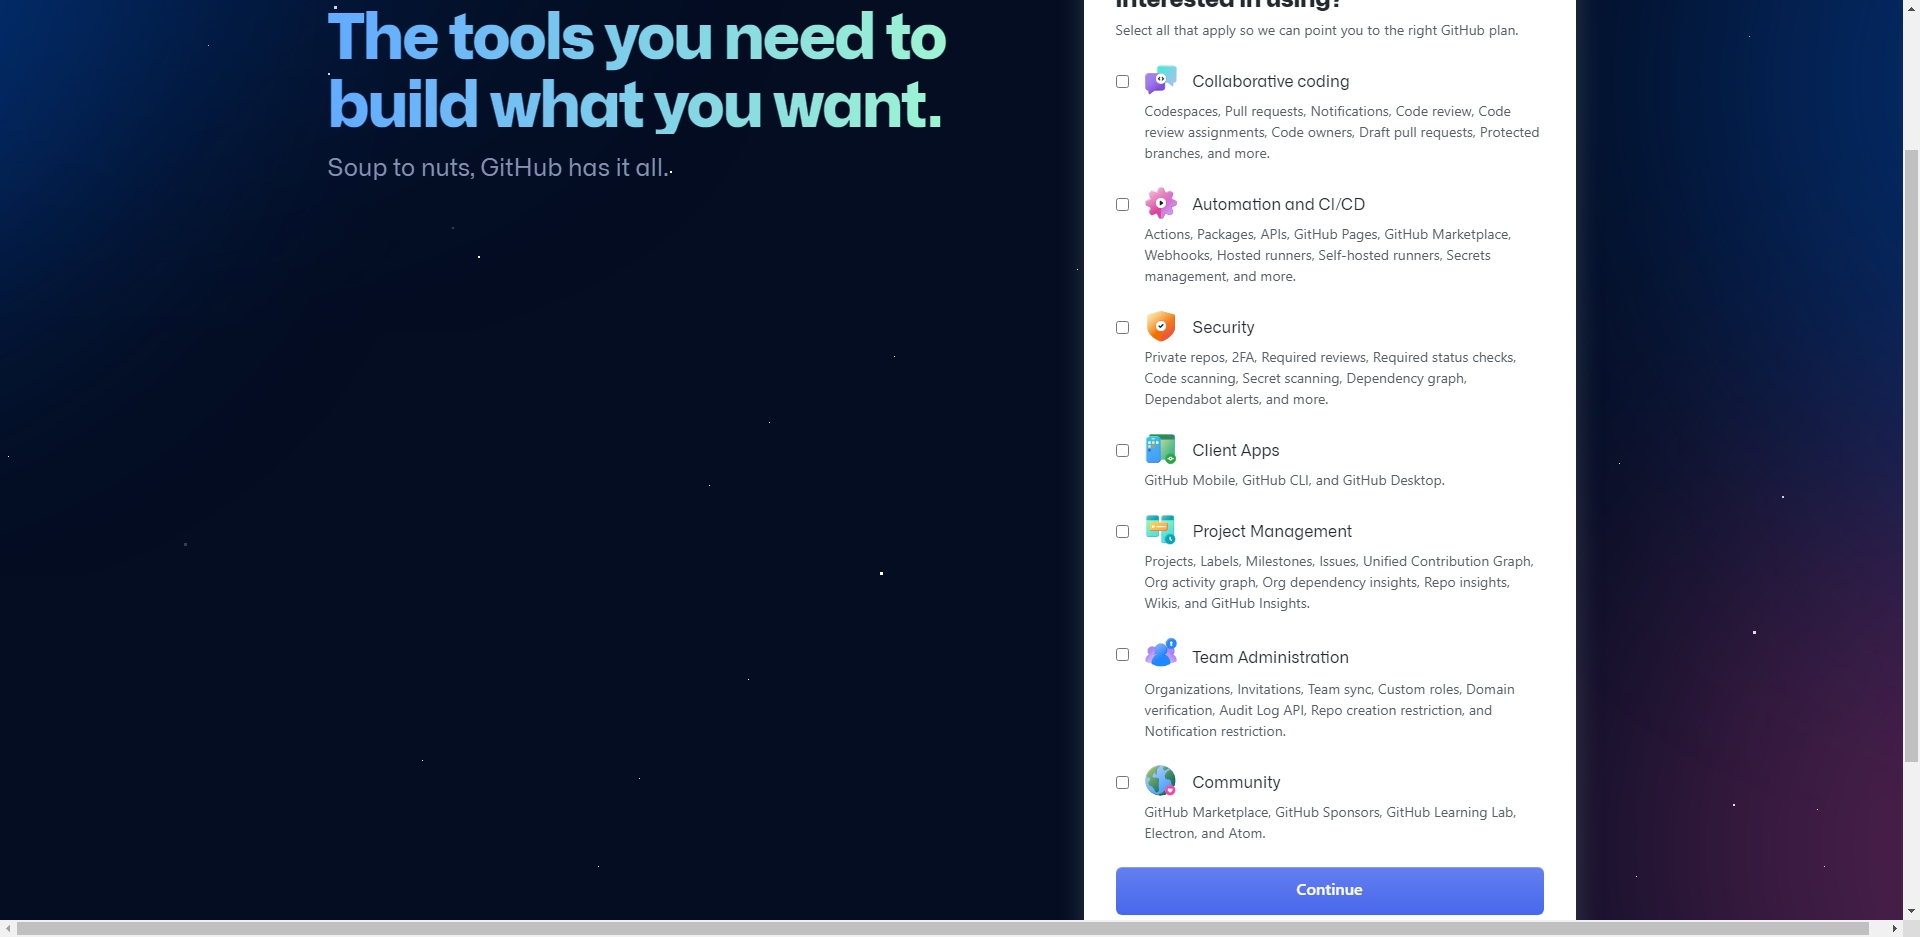 The tools you need to
build what you want.
Soup to nuts, GitHub has it all.
interested in using?
Select all that apply so we can point you to the right GitHub plan.
Collaborative coding
Codespaces, Pull requests, Notifications, Code review, Code
review assignments, Code owners, Draft pull requests, Protected
branches, and more.
Automation and CI/CD
Actions, Packages, APIs, GitHub Pages, GitHub Marketplace,
Webhooks, Hosted runners, Self-hosted runners, Secrets
management, and more.
Security
Private repos, 2FA, Required reviews, Required status checks,
Code scanning, Secret scanning, Dependency graph,
Dependabot alerts, and more.
Client Apps
GitHub Mobile, GitHub CLI, and GitHub Desktop.
Project Management
Projects, Labels, Milestones, Issues, Unified Contribution Graph,
Org activity graph, Org dependency insights, Repo insights,
Wikis, and GitHub Insights.
Team Administration
Organizations, Invitations, Team sync, Custom roles, Domain
verification, Audit Log API, Repo creation restriction, and
Notification restriction.
Community
GitHub Marketplace, GitHub Sponsors, GitHub Learning Lab,
Electron, and Atom.
Continue